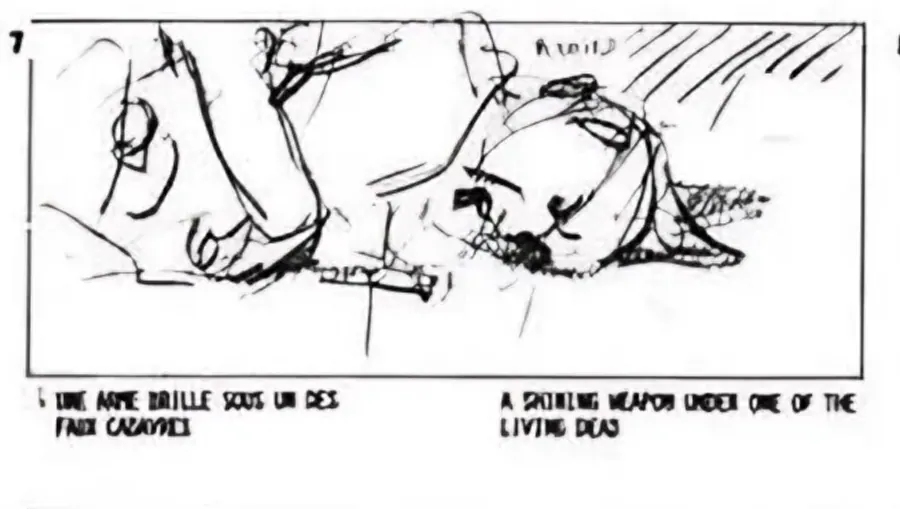 7
UNE ARME BRILLE SOUS UN DES
FAUX CADAVRES
A SHINING WEAPON UNDER ONE OF THE
LIVING DEAD